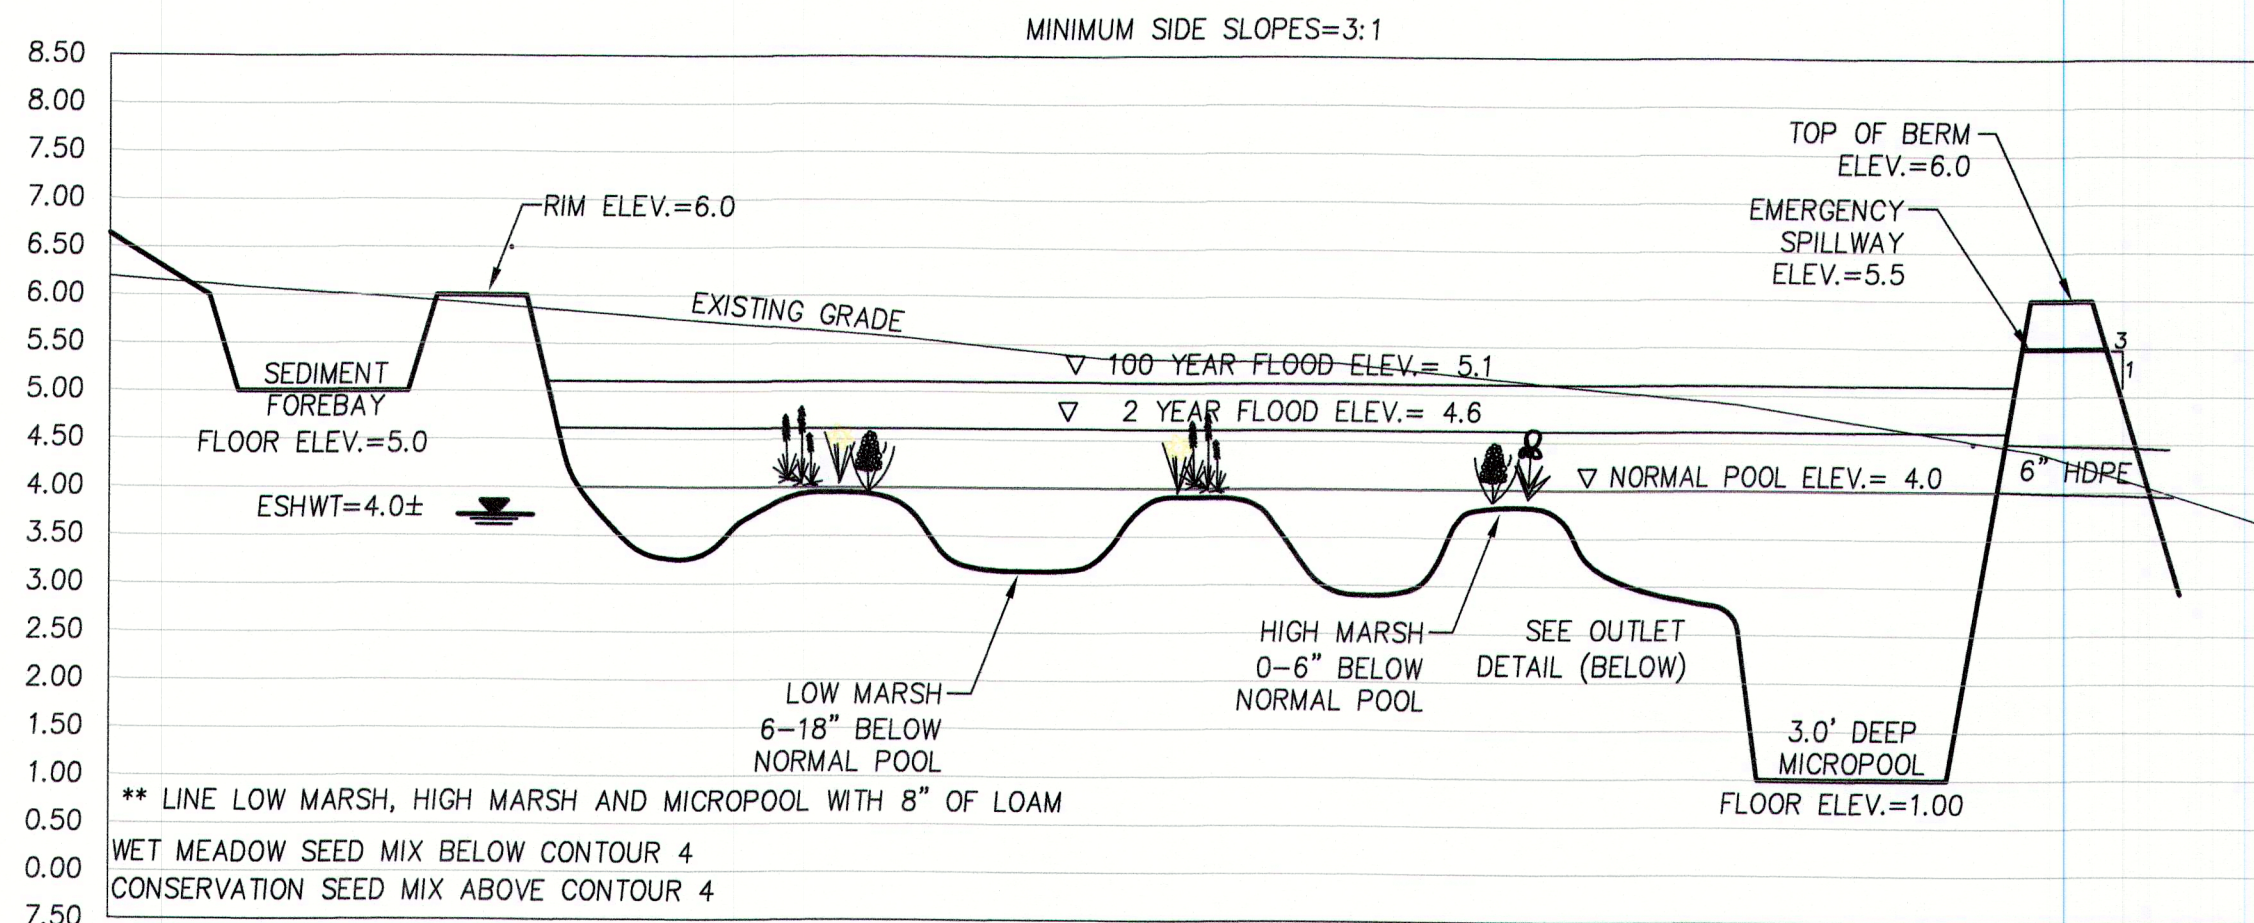 MINIMUM SIDE SLOPES=3:1
8.50
8.00
7.50
7.00
6.50
6.00
5.50
5.00
4.50
4.00
3.50
3.00
2.50
2.00
1.50
1.00
0.50
0.00
7.50
RIM ELEV.=6.0
EXISTING GRADE
SEDIMENT
FOREBAY
FLOOR ELEV.=5.0
ESHWT=4.0±
100 YEAR FLOOD ELEV.= 5.1
2 YEAR FLOOD ELEV.= 4.6
NORMAL POOL ELEV.= 4.0
TOP OF BERM
ELEV.=6.0
EMERGENCY
SPILLWAY
ELEV.=5.5
3
1
6" HDPE
LOW MARSH
6-18" BELOW
NORMAL POOL
HIGH MARSH
0-6" BELOW
NORMAL POOL
SEE OUTLET
DETAIL (BELOW)
3.0' DEEP
MICROPOOL
FLOOR ELEV.=1.00
** LINE LOW MARSH, HIGH MARSH AND MICROPOOL WITH 8" OF LOAM
WET MEADOW SEED MIX BELOW CONTOUR 4
CONSERVATION SEED MIX ABOVE CONTOUR 4